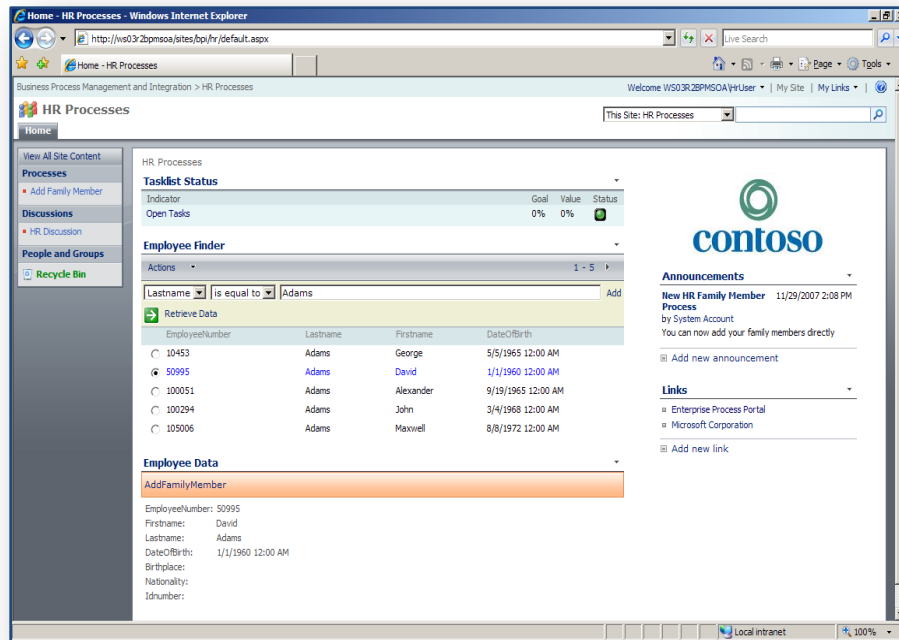 Home - HR Processes - Windows Internet Explorer
http://ws03r2bpmsoa/sites/bpi/hr/default.aspx
Live Search
Home - HR Processes
Page
Tools
Business Process Management and Integration > HR Processes
Welcome WS03R2BPMSOA\HrUser
My Site
My Links
HR Processes
This Site: HR Processes
Home
View All Site Content
Processes
Add Family Member
Discussions
HR Discussion
People and Groups
Recycle Bin
HR Processes
Tasklist Status
Indicator Goal Value Status
Open Tasks 0% 0%
Employee Finder
Actions 1 - 5
Lastname is equal to Adams Add
Retrieve Data
EmployeeNumber Lastname Firstname DateOfBirth
10453 Adams George 5/5/1965 12:00 AM
50995 Adams David 1/1/1960 12:00 AM
100051 Adams Alexander 9/19/1965 12:00 AM
100294 Adams John 3/4/1968 12:00 AM
105006 Adams Maxwell 8/8/1972 12:00 AM
Employee Data
AddFamilyMember
EmployeeNumber: 50995
Firstname: David
Lastname: Adams
DateOfBirth: 1/1/1960 12:00 AM
Birthplace:
Nationality:
Idnumber:
contoso
Announcements
New HR Family Member 11/29/2007 2:08 PM
Process
by System Account
You can now add your family members directly
Add new announcement
Links
Enterprise Process Portal
Microsoft Corporation
Add new link
Local intranet
100%